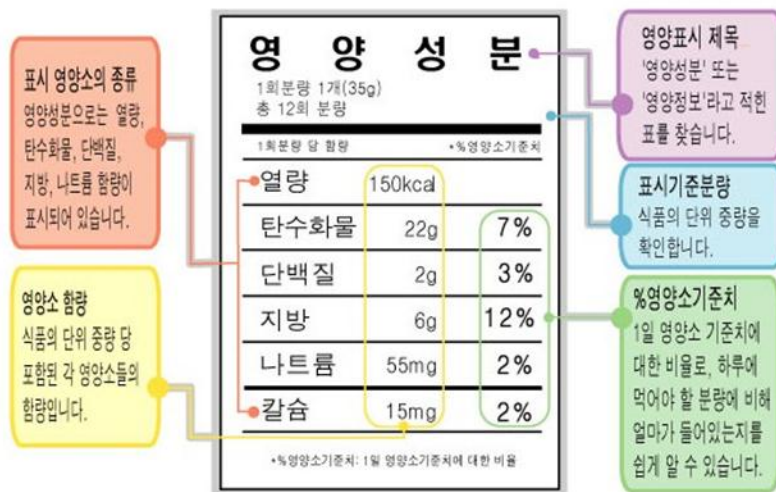 표시 영양소의 종류
영양성분으로는 열량,
탄수화물, 단백질,
지방, 나트륨 함량이
표시되어 있습니다.
영양소 함량
식품의 단위 중량 당
포함된 각 영양소들의
함량입니다.
영 양 성 분
1회분량 1개(35g)
총 12회 분량
1회분량 당 함량 *%영양소기준치
열량 150kcal
탄수화물 22g 7%
단백질 2g 3%
지방 6g 12%
나트륨 55mg 2%
칼슘 15mg 2%
*%영양소기준치: 1일 영양소기준치에 대한 비율
영양표시 제목
'영양성분' 또는
'영양정보'라고 적힌
표를 찾습니다.
표시기준분량
식품의 단위 중량을
확인합니다.
%영양소기준치
1일 영양소 기준치에
대한 비율로, 하루에
먹어야 할 분량에 비해
얼마가 들어있는지를
쉽게 알 수 있습니다.